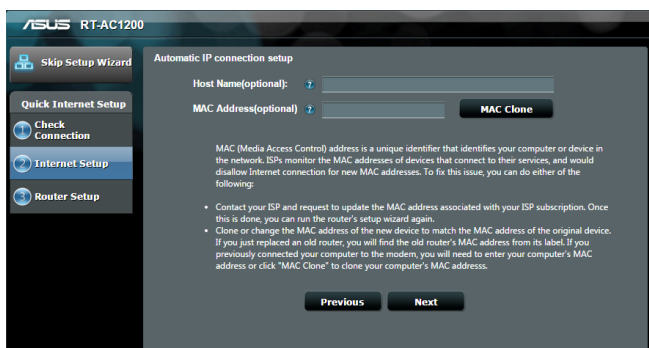 ASUS RT-AC1200
Skip Setup Wizard
Quick Internet Setup
1 Check
Connection
2 Internet Setup
3 Router Setup
Automatic IP connection setup
Host Name(optional): ?
MAC Address(optional) ? MAC Clone
MAC (Media Access Control) address is a unique identifier that identifies your computer or device in
the network. ISPs monitor the MAC addresses of devices that connect to their services, and would
disallow Internet connection for new MAC addresses. To fix this issue, you can do either of the
following:
• Contact your ISP and request to update the MAC address associated with your ISP subscription. Once
this is done, you can run the router's setup wizard again.
• Clone or change the MAC address of the new device to match the MAC address of the original device.
If you just replaced an old router, you will find the old router's MAC address from its label. If you
previously connected your computer to the modem, you will need to enter your computer's MAC
address or click "MAC Clone" to clone your computer's MAC addresss.
Previous Next